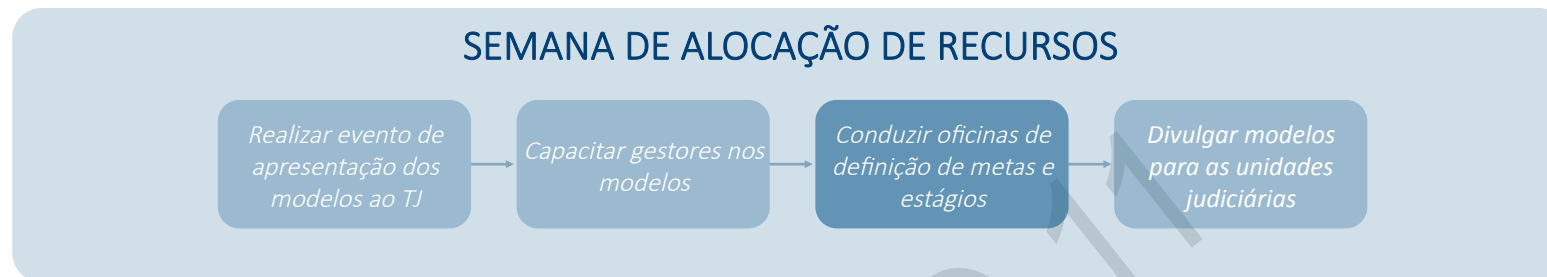 SEMANA DE ALOCAÇÃO DE RECURSOS
Realizar evento de
apresentação dos
modelos ao TJ
Capacitar gestores nos
modelos
Conduzir oficinas de
definição de metas e
estágios
Divulgar modelos
para as unidades
judiciárias